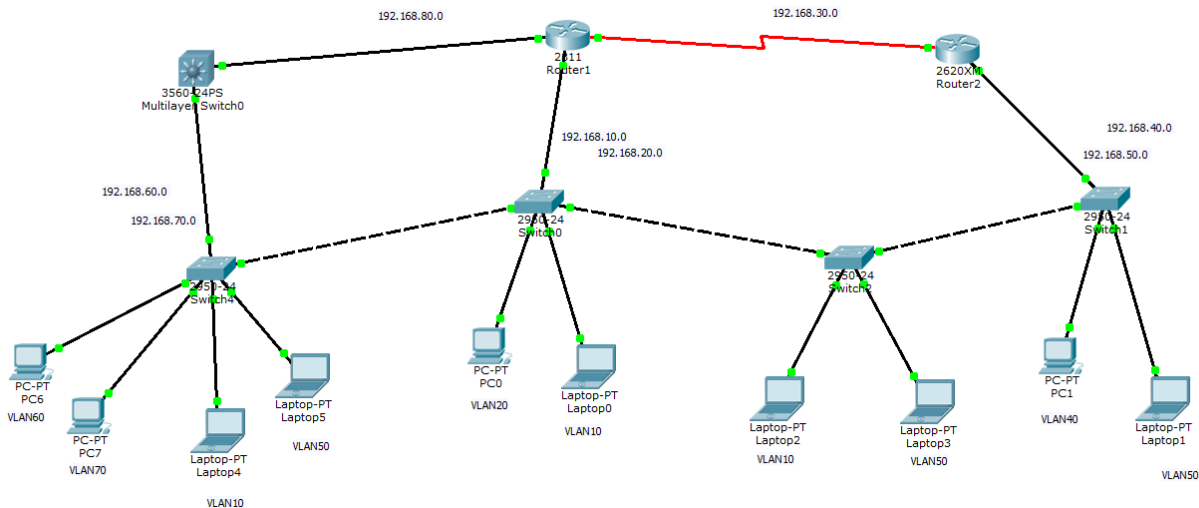 192.168.80.0
192.168.30.0
2811
Router1
2620XM
Router2
3560-24PS
Multilayer Switch0
192.168.10.0
192.168.20.0
192.168.40.0
192.168.50.0
192.168.60.0
192.168.70.0
2950-24
Switch0
2950-24
Switch1
2950-24
Switch2
2950-24
Switch4
PC-PT
PC6
VLAN60
PC-PT
PC7
VLAN70
Laptop-PT
Laptop4
VLAN10
Laptop-PT
Laptop5
VLAN50
PC-PT
PC0
VLAN20
Laptop-PT
Laptop0
VLAN10
Laptop-PT
Laptop2
VLAN10
Laptop-PT
Laptop3
VLAN50
PC-PT
PC1
VLAN40
Laptop-PT
Laptop1
VLAN50